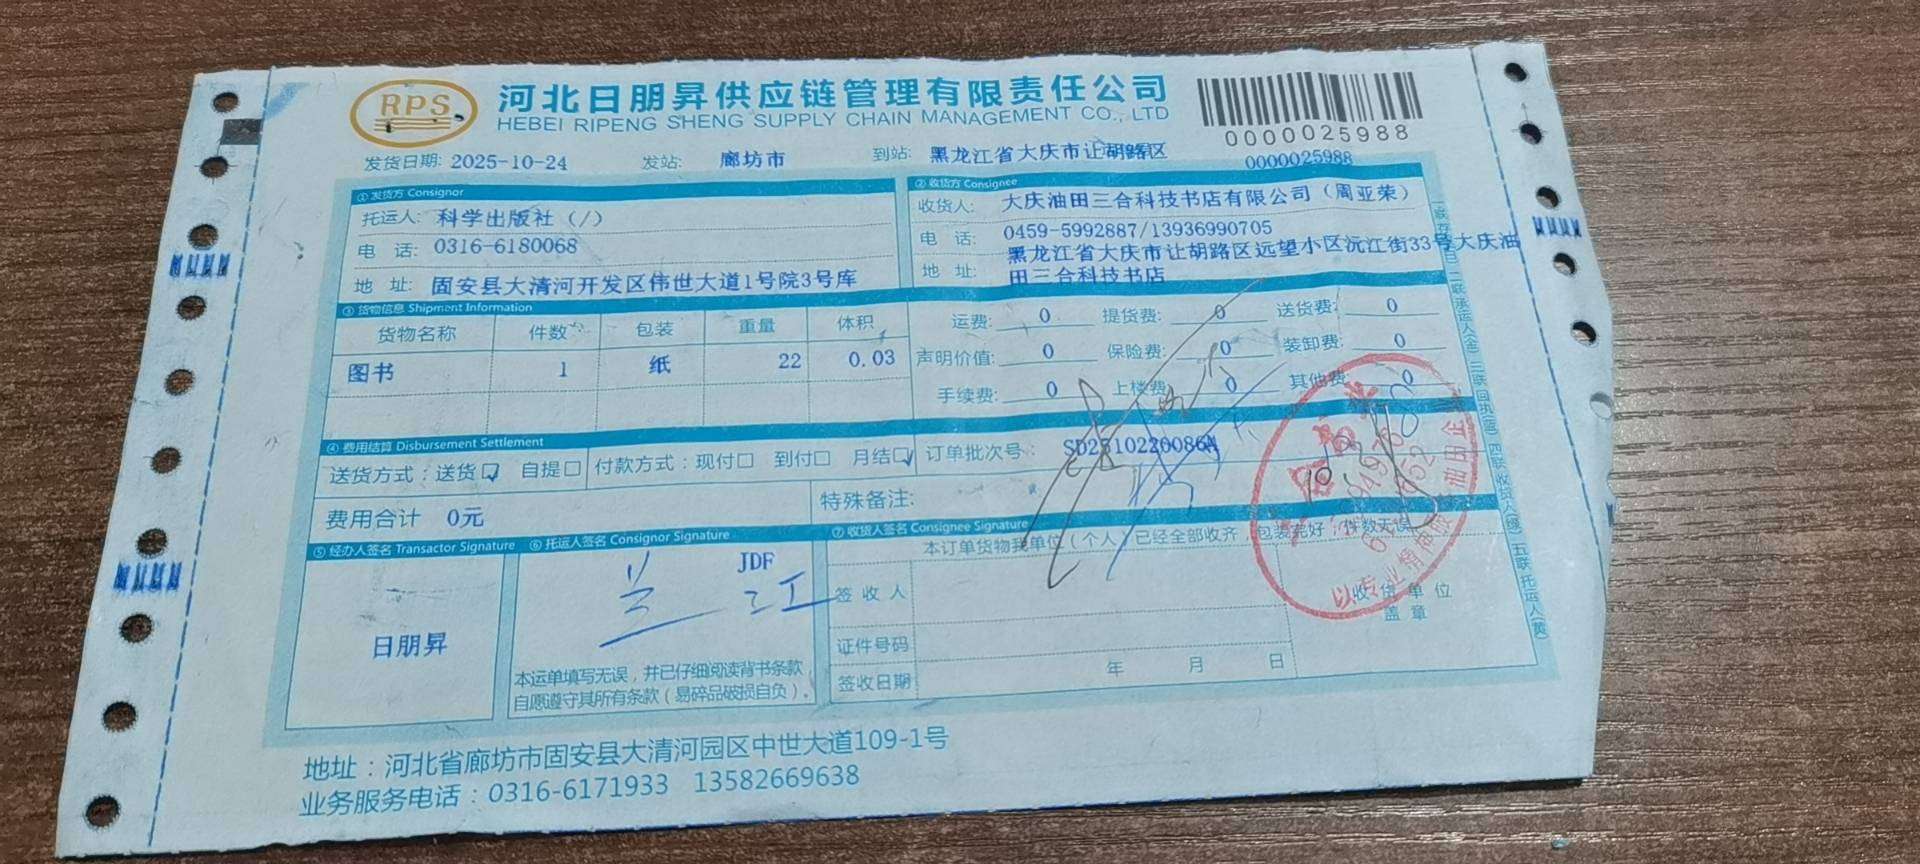 RPS
河北日朋昇供应链管理有限责任公司
HEBEI RIPENG SHENG SUPPLY CHAIN MANAGEMENT CO., LTD
0000025988
发货日期: 2025-10-24 发站: 廊坊市 到站: 黑龙江省大庆市让胡路区 0000025988
① 发货方 Consignor
托运人: 科学出版社 (/)
电 话: 0316-6180068
地 址: 固安县大清河开发区伟世大道1号院3号库
② 收货方 Consignee
收货人: 大庆油田三合科技书店有限公司 (周亚荣)
电 话: 0459-5992887/13936990705
地 址: 黑龙江省大庆市让胡路区远望小区沅江街33号大庆油
田三合科技书店
③ 货物信息 Shipment Information
货物名称 件数 包装 重量 体积
图书 1 纸 22 0.03
运费: 0 提货费: 0 送货费: 0
声明价值: 0 保险费: 0 装卸费: 0
手续费: 0 上楼费: 0 其他费: 0
④ 费用结算 Disbursement Settlement
送货方式: 送货☑ 自提☐ 付款方式: 现付☐ 到付☐ 月结☑ 订单批次号:
费用合计 0元 特殊备注:
⑤ 经办人签名 Transactor Signature
日朋昇
⑥ 托运人签名 Consignor Signature
JDF
兰江
本运单填写无误，并已仔细阅读背书条款，
自愿遵守其所有条款（易碎品破损自负）。
⑦ 收货人签名 Consignee Signature
本订单货物我单位（个人）已经全部收齐，包装完好，件数无误
签 收 人
收货单位
盖 章
证件号码
签收日期 年 月 日
地址：河北省廊坊市固安县大清河园区中世大道109-1号
业务服务电话：0316-6171933 13582669638